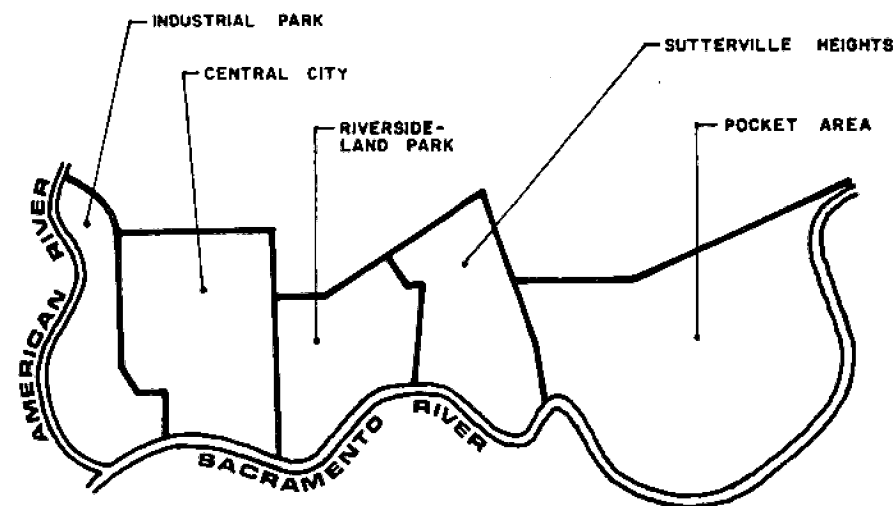 INDUSTRIAL PARK
CENTRAL CITY
RIVERSIDE-
LAND PARK
SUTTERVILLE HEIGHTS
POCKET AREA
AMERICAN RIVER
SACRAMENTO RIVER